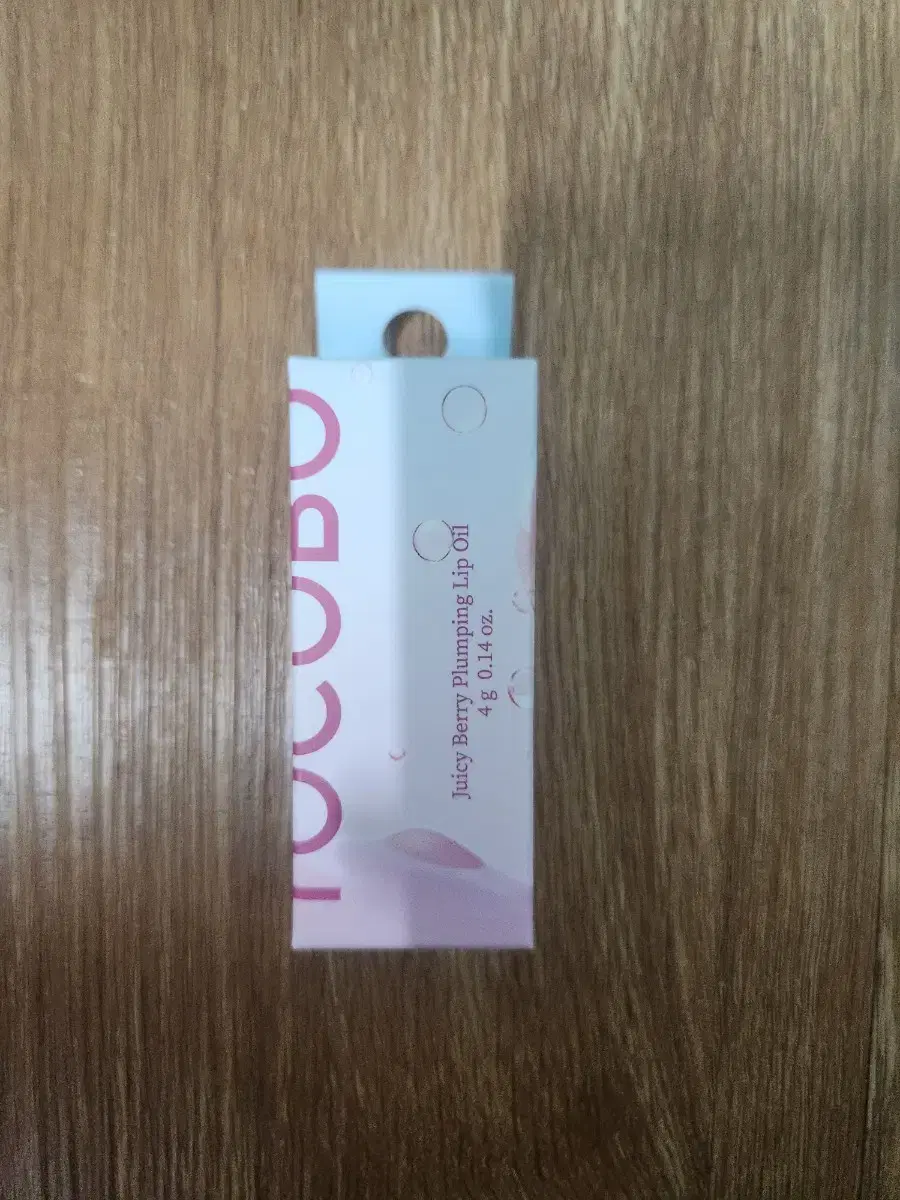 TOCOBO
Juicy Berry Plumping Lip Oil
4 g 0.14 oz.